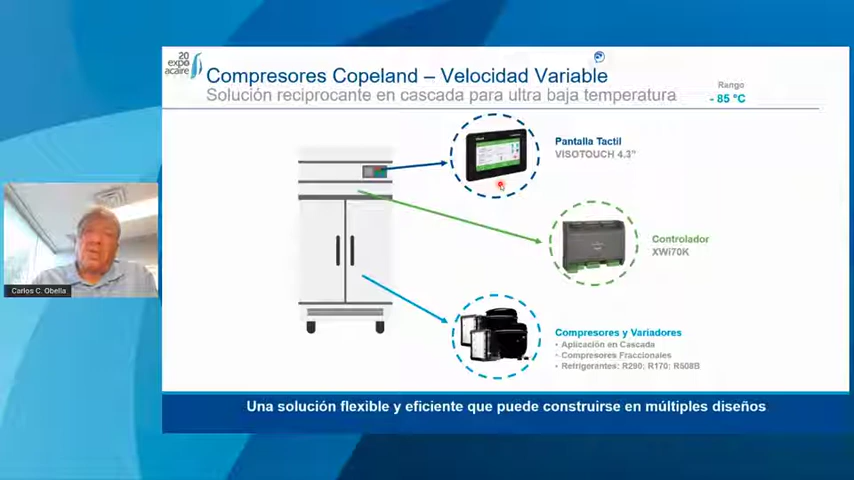 20
expo
acaire
Compresores Copeland – Velocidad Variable
Solución reciprocante en cascada para ultra baja temperatura
Rango
- 85 °C
Pantalla Tactil
VISOTOUCH 4.3"
Controlador
XWi70K
Carlos C. Obella
Compresores y Variadores
• Aplicación en Cascada
• Compresores Fraccionales
• Refrigerantes: R290; R170; R508B
Una solución flexible y eficiente que puede construirse en múltiples diseños